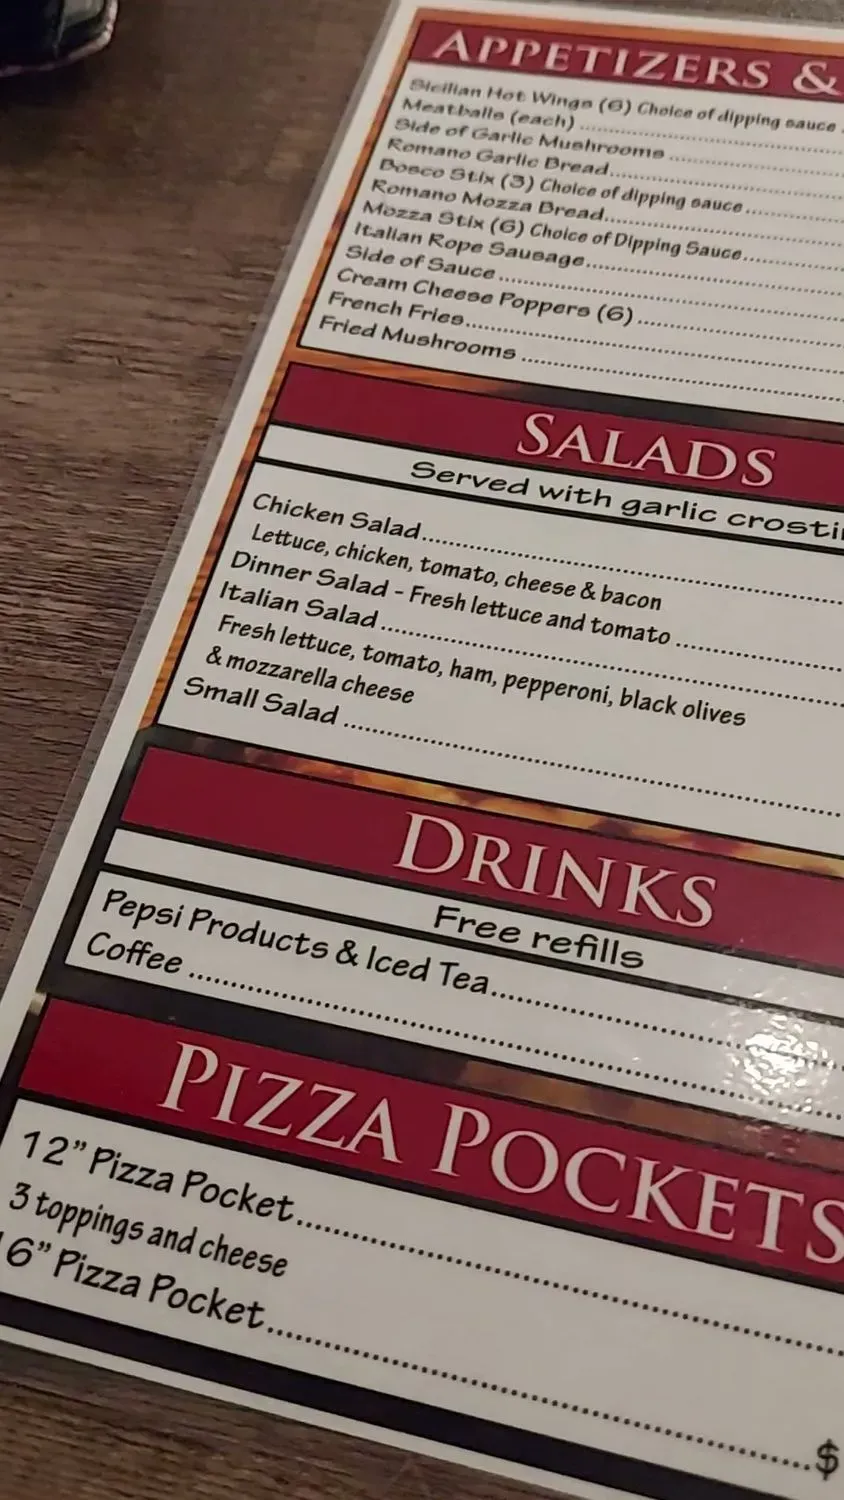 APPETIZERS &
Sicilian Hot Wings (6) Choice of dipping sauce
Meatballs (each)
Side of Garlic Mushrooms
Romano Garlic Bread
Bosco Stix (3) Choice of dipping sauce
Romano Mozza Bread
Mozza Stix (6) Choice of Dipping Sauce
Italian Rope Sausage
Side of Sauce
Cream Cheese Poppers (6)
French Fries
Fried Mushrooms
SALADS
Served with garlic
Chicken Salad
Lettuce, chicken, tomato, cheese & bacon
Dinner Salad - Fresh lettuce and tomato
Italian Salad
Fresh lettuce, tomato, ham, pepperoni, black olives
& mozzarella cheese
Small Salad
DRINKS
Free refills
Pepsi Products & Iced Tea
Coffee
PIZZA POCKETS
12" Pizza Pocket
3 toppings and cheese
16" Pizza Pocket
$